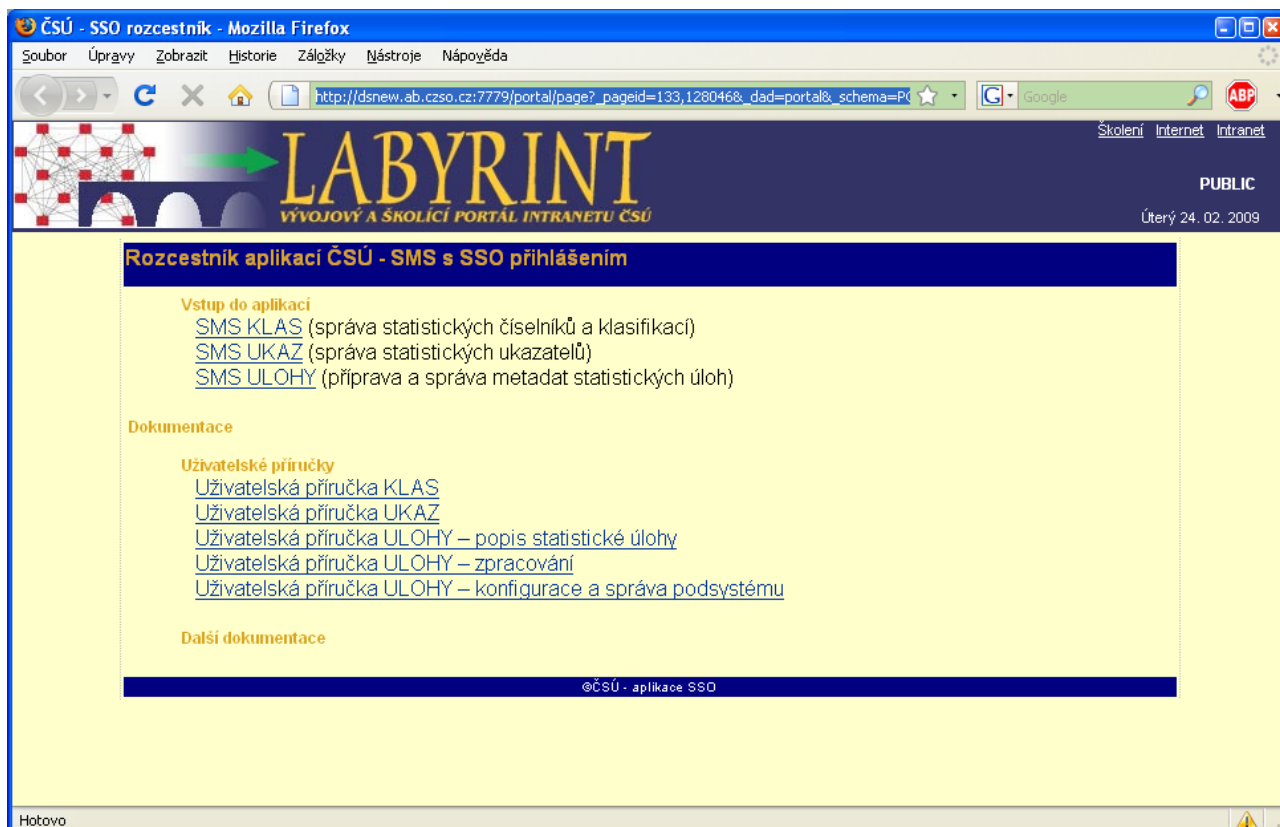 ČSÚ - SSO rozcestník - Mozilla Firefox
Soubor Úpravy Zobrazit Historie Záložky Nástroje Nápověda
http://dsnew.ab.czso.cz:7779/portal/page?_pageid=133,128046&_dad=portal&_schema=PO
Google
ABP
Školení Internet Intranet
LABYRINT
PUBLIC
VÝVOJOVÝ A ŠKOLÍCÍ PORTÁL INTRANETU ČSÚ
Úterý 24. 02. 2009
Rozcestník aplikací ČSÚ - SMS s SSO přihlášením
Vstup do aplikací
SMS KLAS (správa statistických číselníků a klasifikací)
SMS UKAZ (správa statistických ukazatelů)
SMS ULOHY (příprava a správa metadat statistických úloh)
Dokumentace
Uživatelské příručky
Uživatelská příručka KLAS
Uživatelská příručka UKAZ
Uživatelská příručka ULOHY – popis statistické úlohy
Uživatelská příručka ULOHY – zpracování
Uživatelská příručka ULOHY – konfigurace a správa podsystému
Další dokumentace
©ČSÚ - aplikace SSO
Hotovo